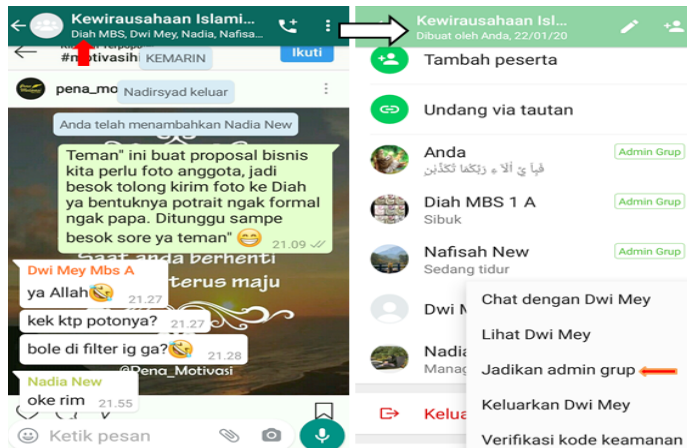 Kewirausahaan Islami...
Diah MBS, Dwi Mey, Nadia, Nafisa...
#motivasih
KEMARIN
Ikuti
pena_mo
Nadirsyad keluar
Anda telah menambahkan Nadia New
Teman" ini buat proposal bisnis
kita perlu foto anggota, jadi
besok tolong kirim foto ke Diah
ya bentuknya potrait ngak formal
ngak papa. Ditunggu sampe
besok sore ya teman" 😁 21.09
Saat anda berhenti
terus maju
Dwi Mey Mbs A
ya Allah🤣 21.27
kek ktp potonya? 21.27
bole di filter ig ga?🤣 21.28
@Pena_Motivasi
Nadia New
oke rim 21.55
Ketik pesan
Kewirausahaan Isl...
Dibuat oleh Anda, 22/01/20
Tambah peserta
Undang via tautan
Anda
Admin Grup
Diah MBS 1 A
Admin Grup
Sibuk
Nafisah New
Admin Grup
Sedang tidur
Dwi M
Nadia
Manag
Kelua
Chat dengan Dwi Mey
Lihat Dwi Mey
Jadikan admin grup
Keluarkan Dwi Mey
Verifikasi kode keamanan